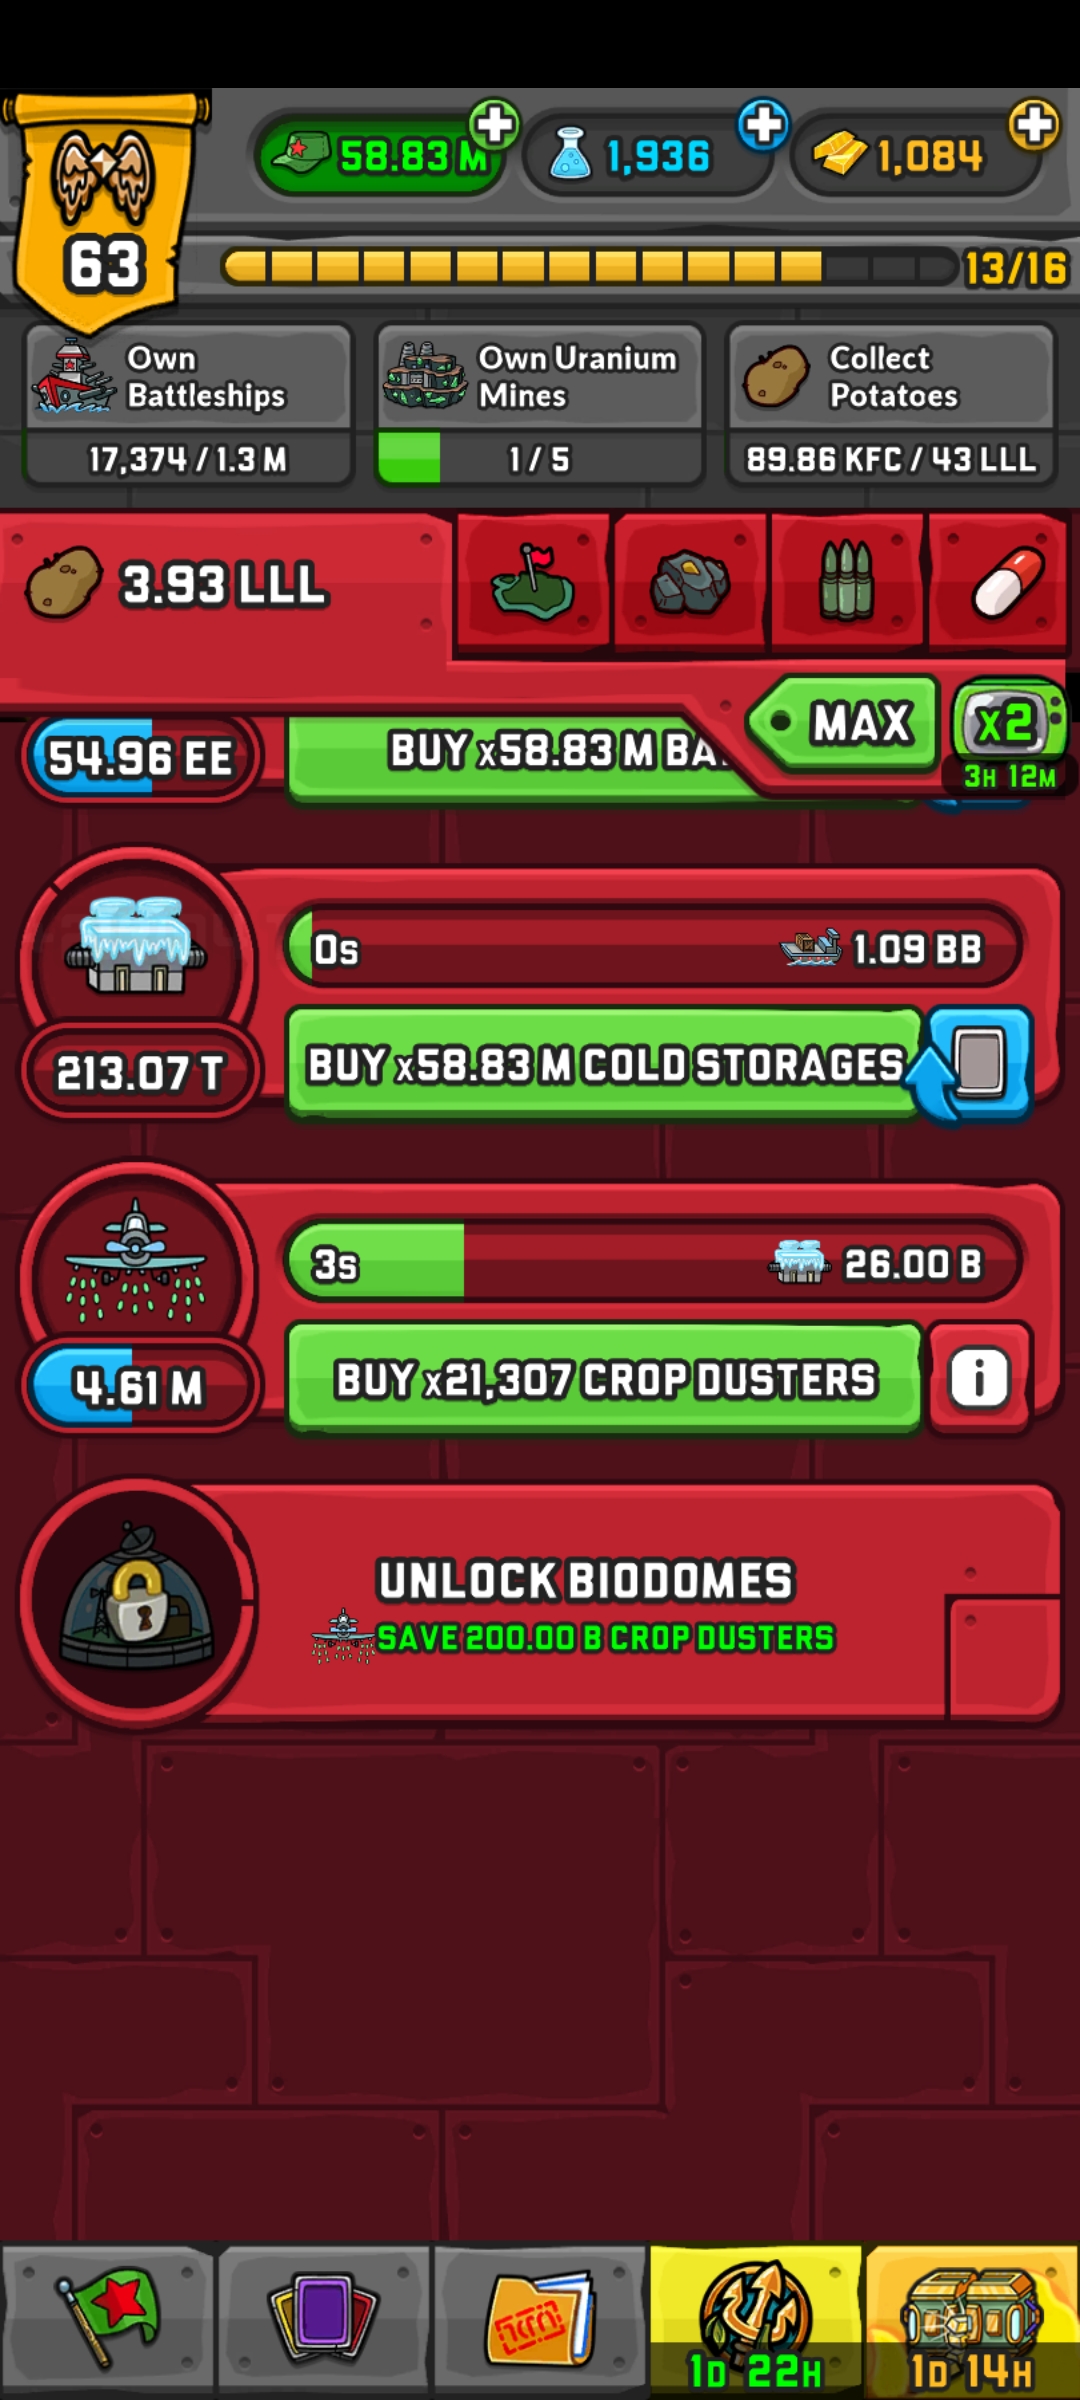 58.83 M
1,936
1,084
63
13/16
Own
Battleships
17,374 / 1.3 M
Own Uranium
Mines
1 / 5
Collect
Potatoes
89.86 KFC / 43 LLL
3.93 LLL
MAX
x2
3H 12M
54.96 EE
BUY x58.83 M BA
0s
1.09 BB
213.07 T
BUY x58.83 M COLD STORAGES
3s
26.00 B
4.61 M
BUY x21,307 CROP DUSTERS
i
UNLOCK BIODOMES
SAVE 200.00 B CROP DUSTERS
1D 22H
1D 14H